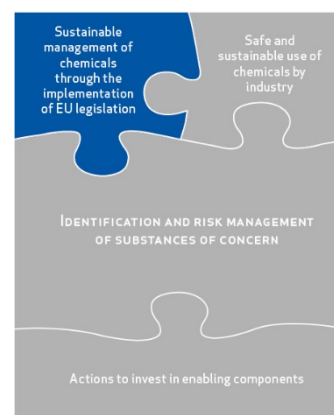 Sustainable
management of
chemicals
through the
implementation
of EU legislation
Safe and
sustainable use of
chemicals by
industry
IDENTIFICATION AND RISK MANAGEMENT
OF SUBSTANCES OF CONCERN
Actions to invest in enabling components